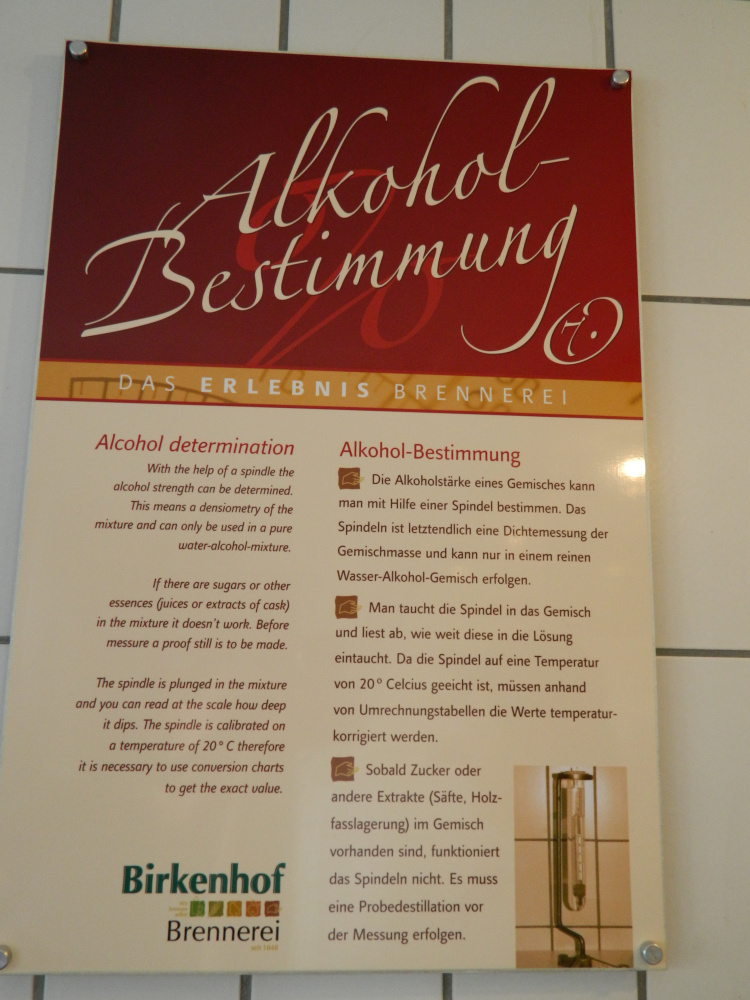 Alkohol-
Bestimmung
7.
DAS ERLEBNIS BRENNEREI
Alcohol determination
With the help of a spindle the
alcohol strength can be determined.
This means a densiometry of the
mixture and can only be used in a pure
water-alcohol-mixture.
If there are sugars or other
essences (juices or extracts of cask)
in the mixture it doesn't work. Before
messure a proof still is to be made.
The spindle is plunged in the mixture
and you can read at the scale how deep
it dips. The spindle is calibrated on
a temperature of 20° C therefore
it is necessary to use conversion charts
to get the exact value.
Alkohol-Bestimmung
Die Alkoholstärke eines Gemisches kann
man mit Hilfe einer Spindel bestimmen. Das
Spindeln ist letztendlich eine Dichtemessung der
Gemischmasse und kann nur in einem reinen
Wasser-Alkohol-Gemisch erfolgen.
Man taucht die Spindel in das Gemisch
und liest ab, wie weit diese in die Lösung
eintaucht. Da die Spindel auf eine Temperatur
von 20° Celcius geeicht ist, müssen anhand
von Umrechnungstabellen die Werte temperatur-
korrigiert werden.
Sobald Zucker oder
andere Extrakte (Säfte, Holz-
fasslagerung) im Gemisch
vorhanden sind, funktioniert
das Spindeln nicht. Es muss
eine Probedestillation vor
der Messung erfolgen.
Birkenhof
Brennerei
seit 1848